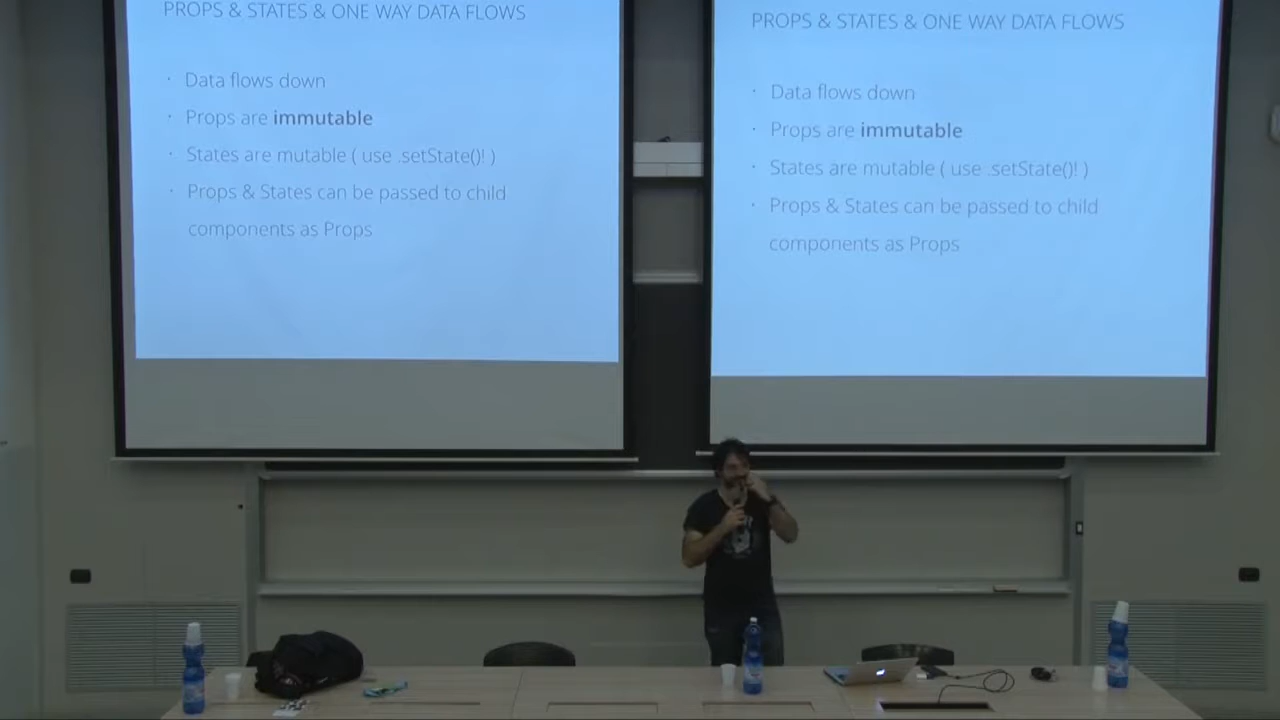 PROPS & STATES & ONE WAY DATA FLOWS
· Data flows down
· Props are immutable
· States are mutable ( use .setState()! )
· Props & States can be passed to child
components as Props
PROPS & STATES & ONE WAY DATA FLOWS
· Data flows down
· Props are immutable
· States are mutable ( use .setState()! )
· Props & States can be passed to child
components as Props